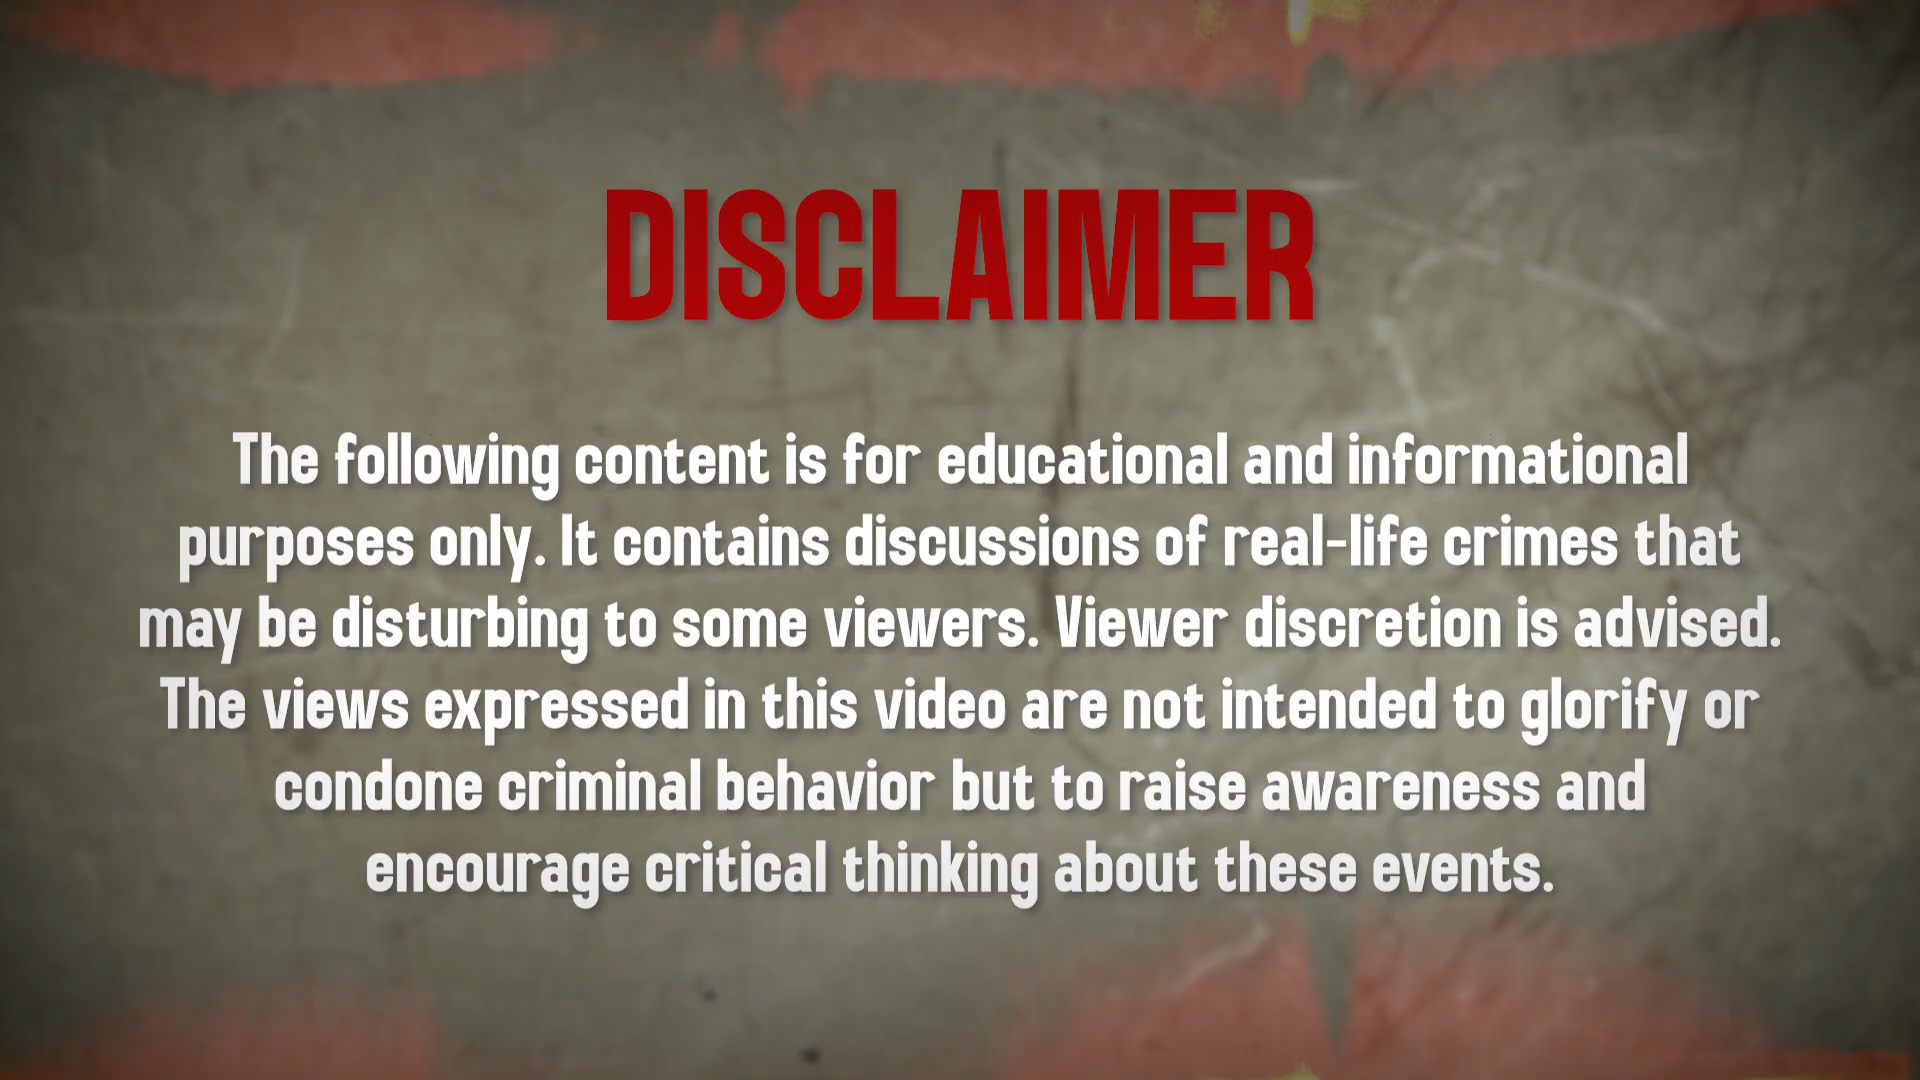 DISCLAIMER
The following content is for educational and informational
purposes only. It contains discussions of real-life crimes that
may be disturbing to some viewers. Viewer discretion is advised.
The views expressed in this video are not intended to glorify or
condone criminal behavior but to raise awareness and
encourage critical thinking about these events.